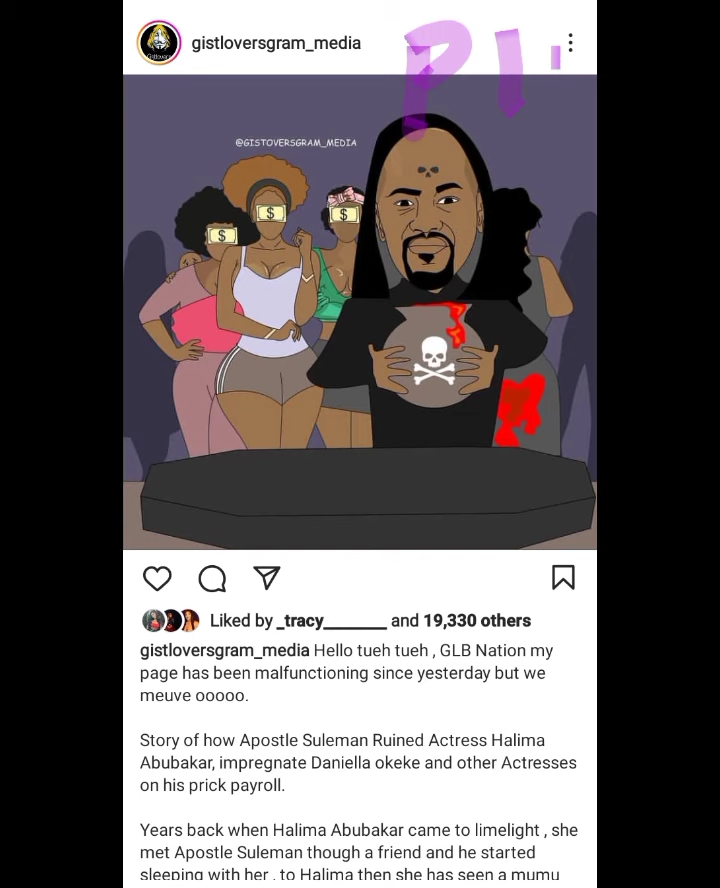 gistloversgram_media
P1
@GISTOVERSGRAM_MEDIA
$
$
$
Liked by _tracy_______ and 19,330 others
gistloversgram_media Hello tueh tueh , GLB Nation my
page has been malfunctioning since yesterday but we
meuve ooooo.
Story of how Apostle Suleman Ruined Actress Halima
Abubakar, impregnate Daniella okeke and other Actresses
on his prick payroll.
Years back when Halima Abubakar came to limelight , she
met Apostle Suleman though a friend and he started
sleeping with her , to Halima then she has seen a mumu